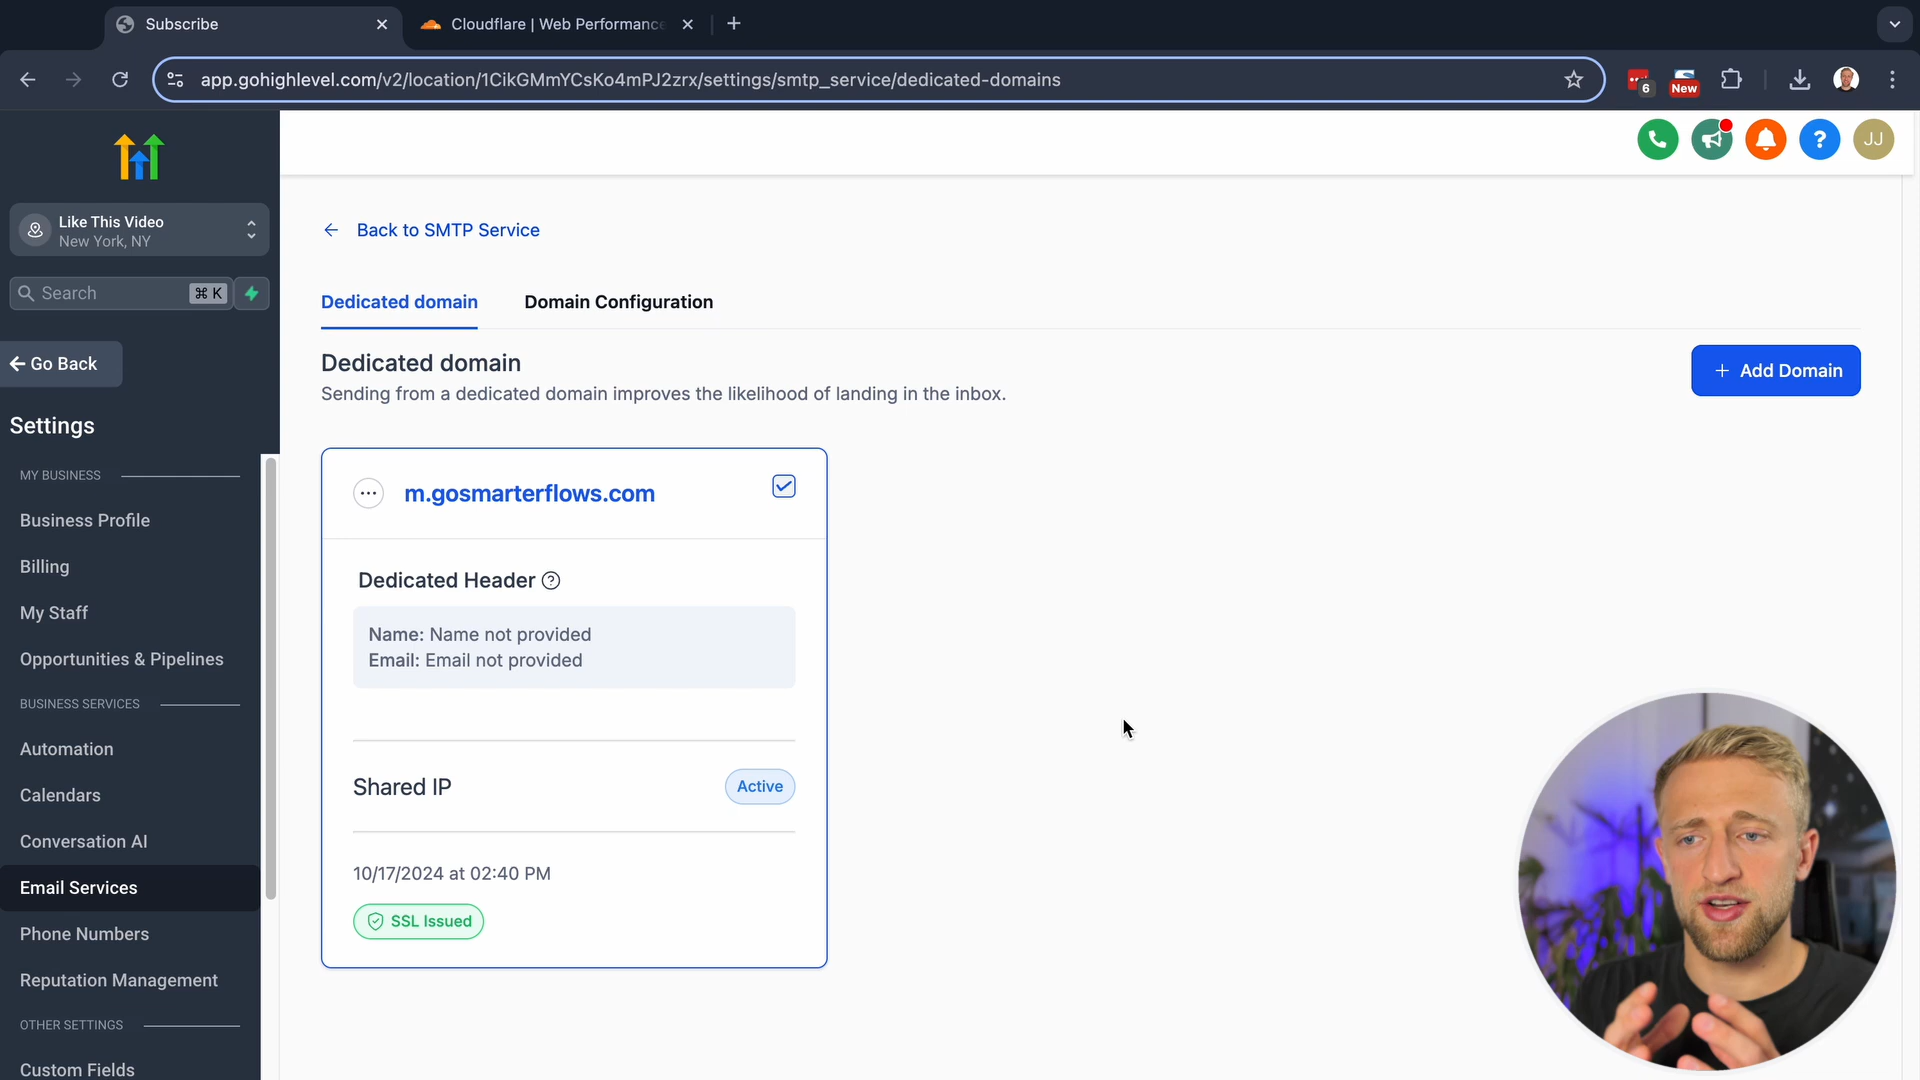 Subscribe
Cloudflare | Web Performance
app.gohighlevel.com/v2/location/1CikGMmYCsKo4mPJ2zrx/settings/smtp_service/dedicated-domains
6
New
JJ
Like This Video
New York, NY
Search
⌘ K
Go Back
Settings
MY BUSINESS
Business Profile
Billing
My Staff
Opportunities & Pipelines
BUSINESS SERVICES
Automation
Calendars
Conversation AI
Email Services
Phone Numbers
Reputation Management
OTHER SETTINGS
Custom Fields
Back to SMTP Service
Dedicated domain
Domain Configuration
Dedicated domain
Sending from a dedicated domain improves the likelihood of landing in the inbox.
+ Add Domain
m.gosmarterflows.com
Dedicated Header
Name: Name not provided
Email: Email not provided
Shared IP
Active
10/17/2024 at 02:40 PM
SSL Issued